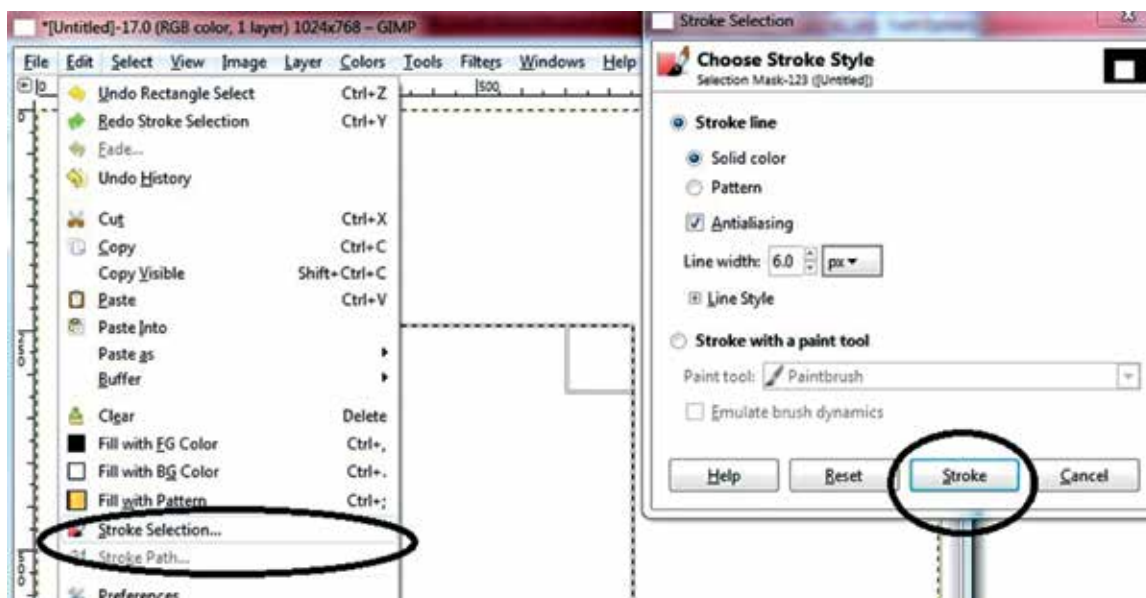 *[Untitled]-17.0 (RGB color, 1 layer) 1024x768 – GIMP
File Edit Select View Image Layer Colors Tools Filters Windows Help
0
500
0
250
500
Undo Rectangle Select Ctrl+Z
Redo Stroke Selection Ctrl+Y
Fade...
Undo History
Cut Ctrl+X
Copy Ctrl+C
Copy Visible Shift+Ctrl+C
Paste Ctrl+V
Paste Into
Paste as
Buffer
Clear Delete
Fill with FG Color Ctrl+,
Fill with BG Color Ctrl+.
Fill with Pattern Ctrl+;
Stroke Selection...
Stroke Path...
Preferences
Stroke Selection
Choose Stroke Style
Selection Mask-123 ([Untitled])
Stroke line
Solid color
Pattern
Antialiasing
Line width: 6.0 px
Line Style
Stroke with a paint tool
Paint tool: Paintbrush
Emulate brush dynamics
Help Reset Stroke Cancel